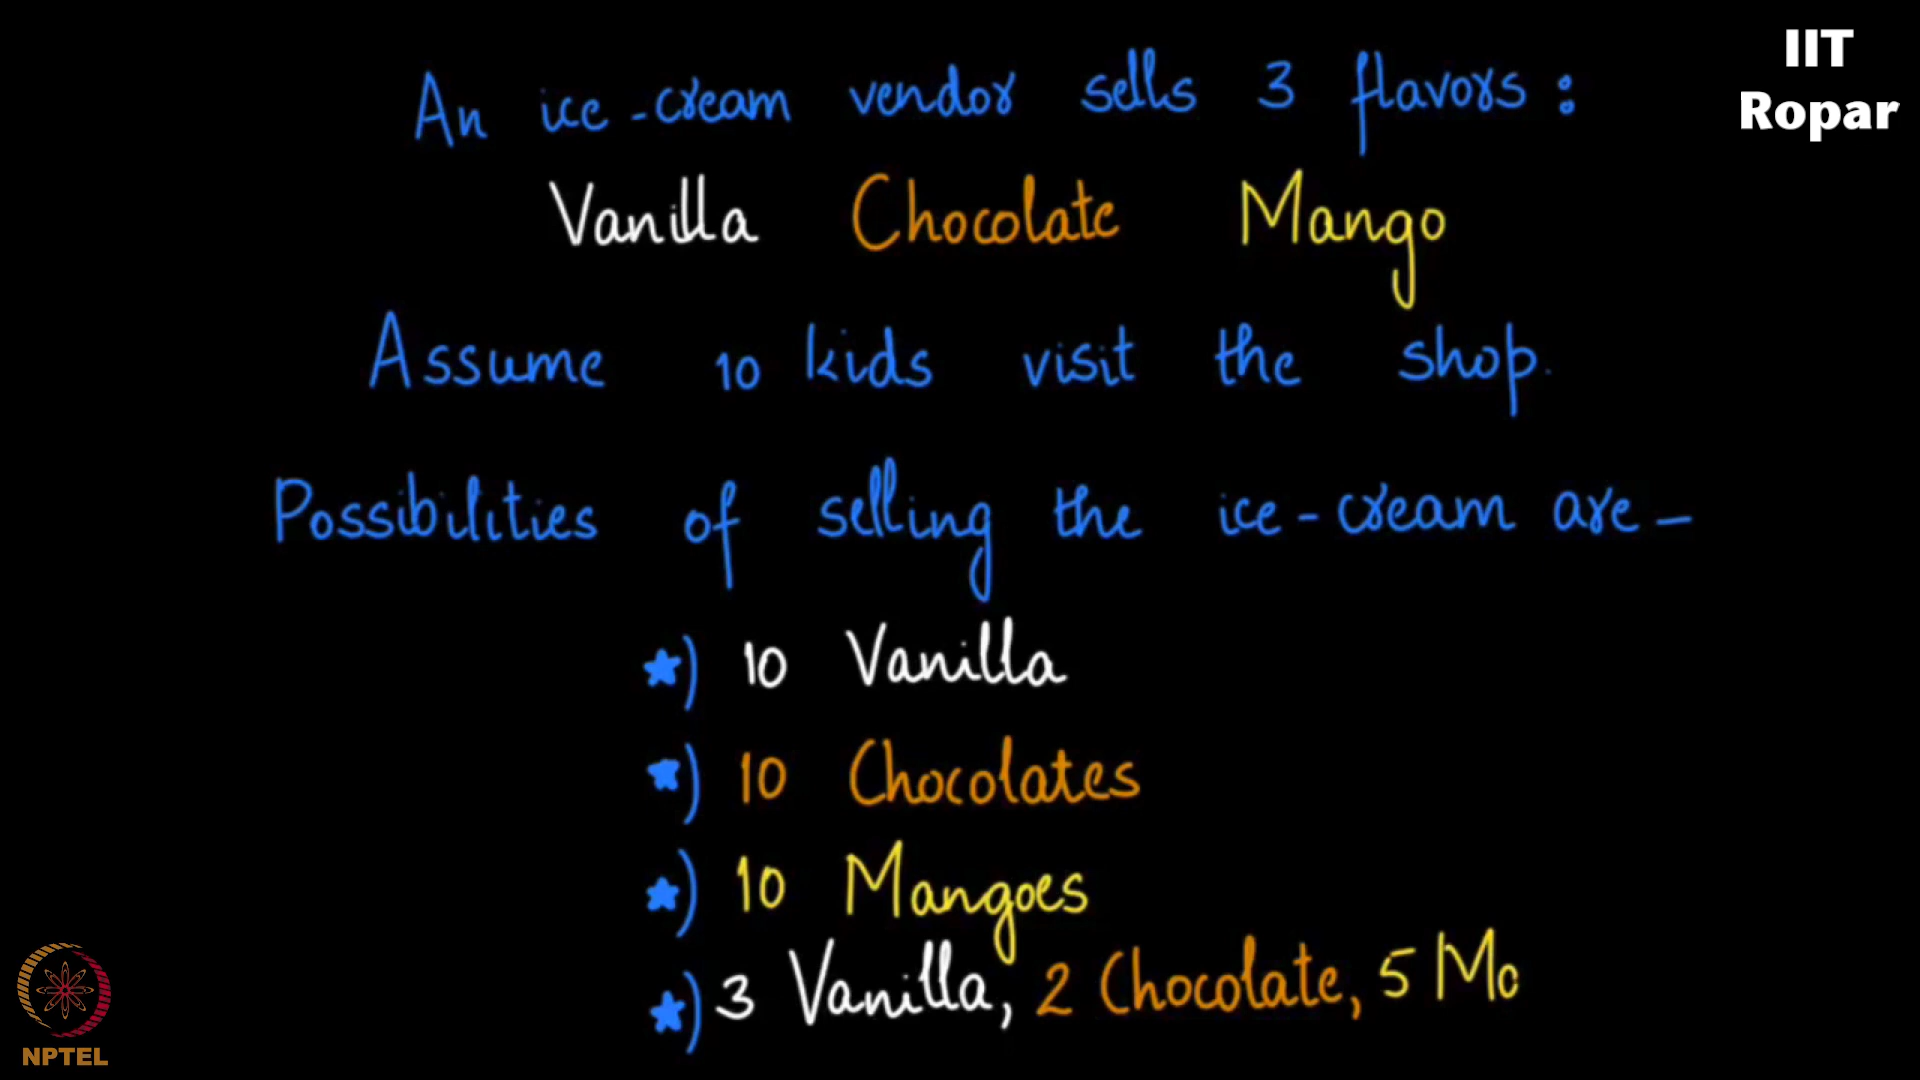 IIT
Ropar
An ice-cream vendor sells 3 flavors:
Vanilla Chocolate Mango
Assume 10 kids visit the shop.
Possibilities of selling the ice-cream are-
★) 10 Vanilla
★) 10 Chocolates
★) 10 Mangoes
★) 3 Vanilla, 2 Chocolate, 5 Mo
NPTEL